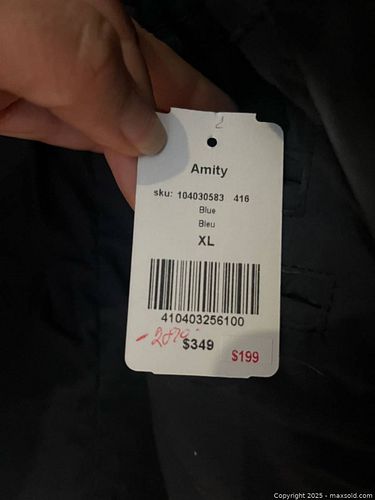 Amity
sku: 104030583 416
Blue
Bleu
XL
410403256100
$349
$199
Copyright 2025 - maxsold.com